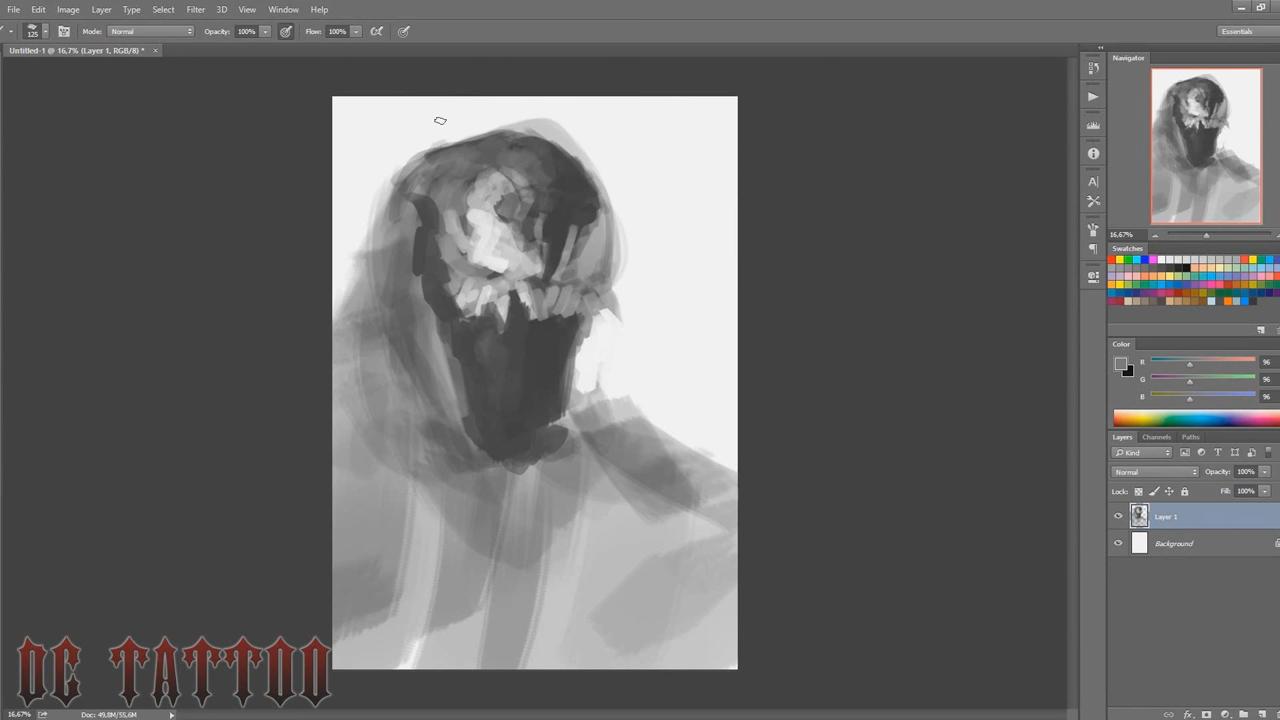 File Edit Image Layer Type Select Filter 3D View Window Help
125 Mode: Normal Opacity: 100% Flow: 100% Essentials
Untitled-1 @ 16,7% (Layer 1, RGB/8) * ×
Navigator
16,67%
Swatches
Color
R 96
G 96
B 96
Layers Channels Paths
Kind
Normal Opacity: 100%
Lock: Fill: 100%
Layer 1
Background
DC TATTOO
16,67% Doc: 49,8M/55,6M